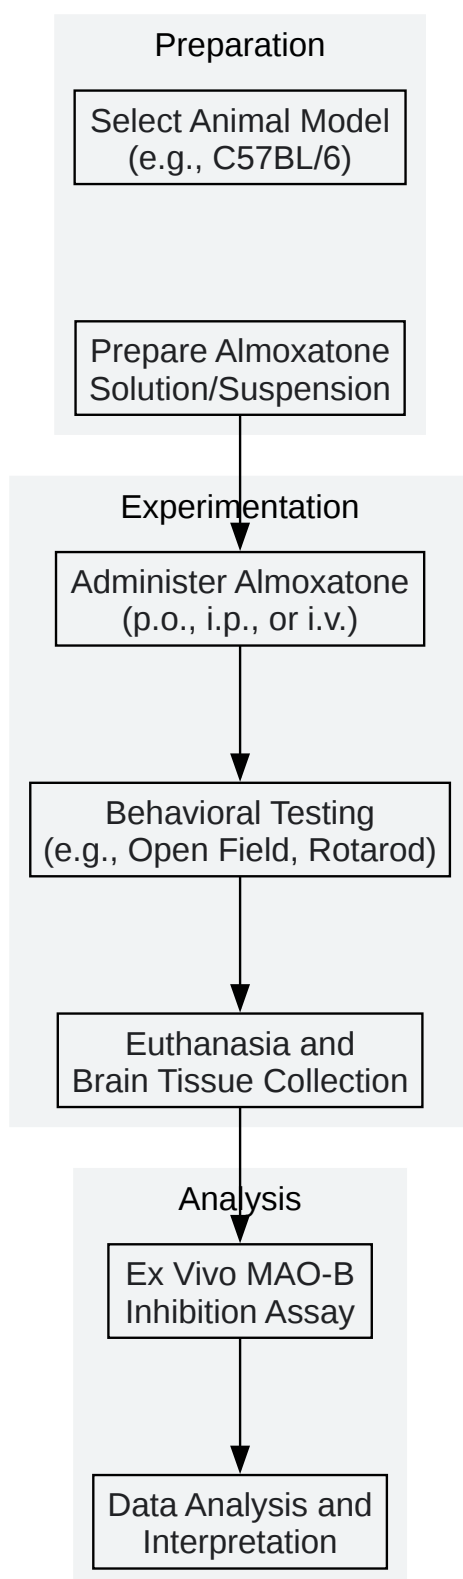 Preparation
Select Animal Model
(e.g., C57BL/6)
Prepare Almoxatone
Solution/Suspension
Experimentation
Administer Almoxatone
(p.o., i.p., or i.v.)
Behavioral Testing
(e.g., Open Field, Rotarod)
Euthanasia and
Brain Tissue Collection
Analysis
Ex Vivo MAO-B
Inhibition Assay
Data Analysis and
Interpretation